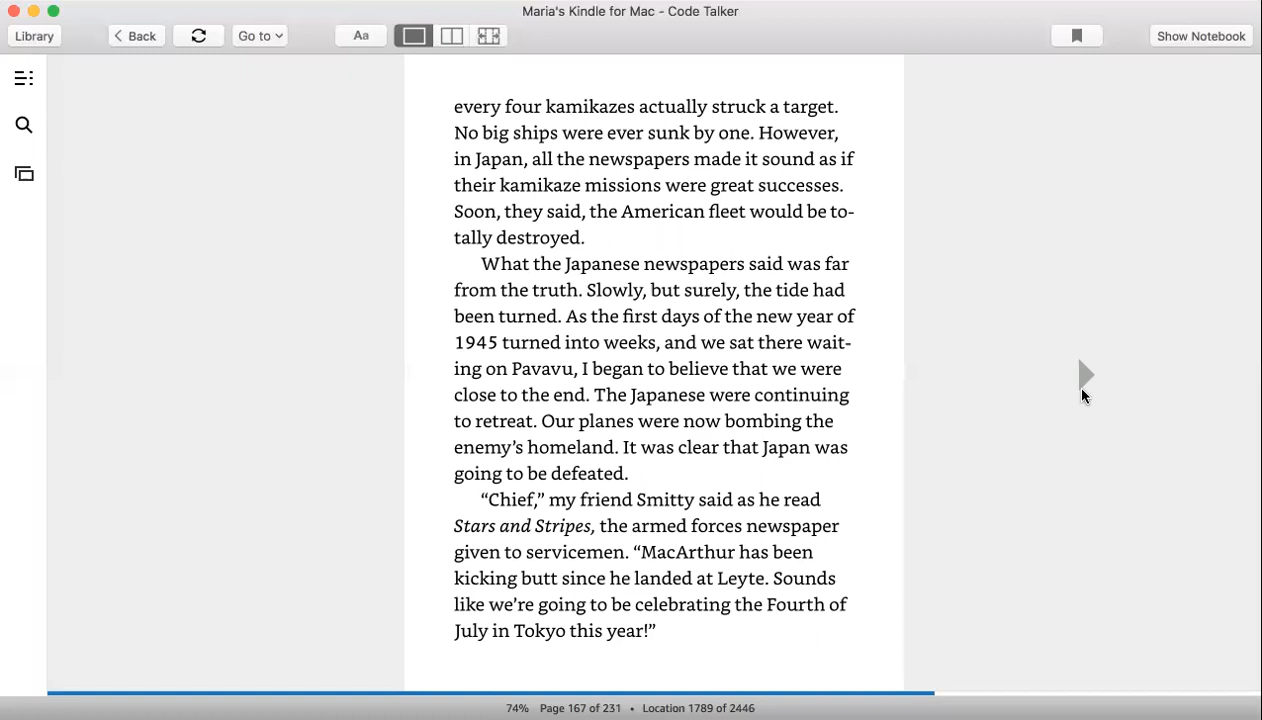 Maria's Kindle for Mac - Code Talker
Library
Back
Go to
Aa
Show Notebook
every four kamikazes actually struck a target.
No big ships were ever sunk by one. However,
in Japan, all the newspapers made it sound as if
their kamikaze missions were great successes.
Soon, they said, the American fleet would be to-
tally destroyed.
What the Japanese newspapers said was far
from the truth. Slowly, but surely, the tide had
been turned. As the first days of the new year of
1945 turned into weeks, and we sat there wait-
ing on Pavavu, I began to believe that we were
close to the end. The Japanese were continuing
to retreat. Our planes were now bombing the
enemy’s homeland. It was clear that Japan was
going to be defeated.
“Chief,” my friend Smitty said as he read
Stars and Stripes, the armed forces newspaper
given to servicemen. “MacArthur has been
kicking butt since he landed at Leyte. Sounds
like we’re going to be celebrating the Fourth of
July in Tokyo this year!”
74% Page 167 of 231 • Location 1789 of 2446